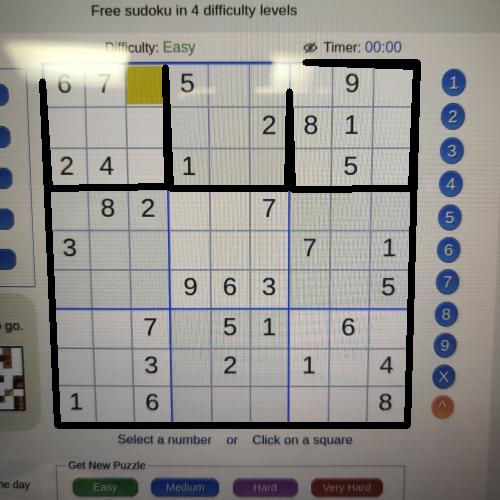 Free sudoku in 4 difficulty levels
Difficulty: Easy Timer: 00:00
6 7 5 9
2 8 1
2 4 1 5
8 2 7
3 7 1
9 6 3 5
7 5 1 6
3 2 1 4
1 6 8
1
2
3
4
5
6
7
8
9
X
^
o go.
Select a number or Click on a square
Get New Puzzle
Easy Medium Hard Very Hard
he day